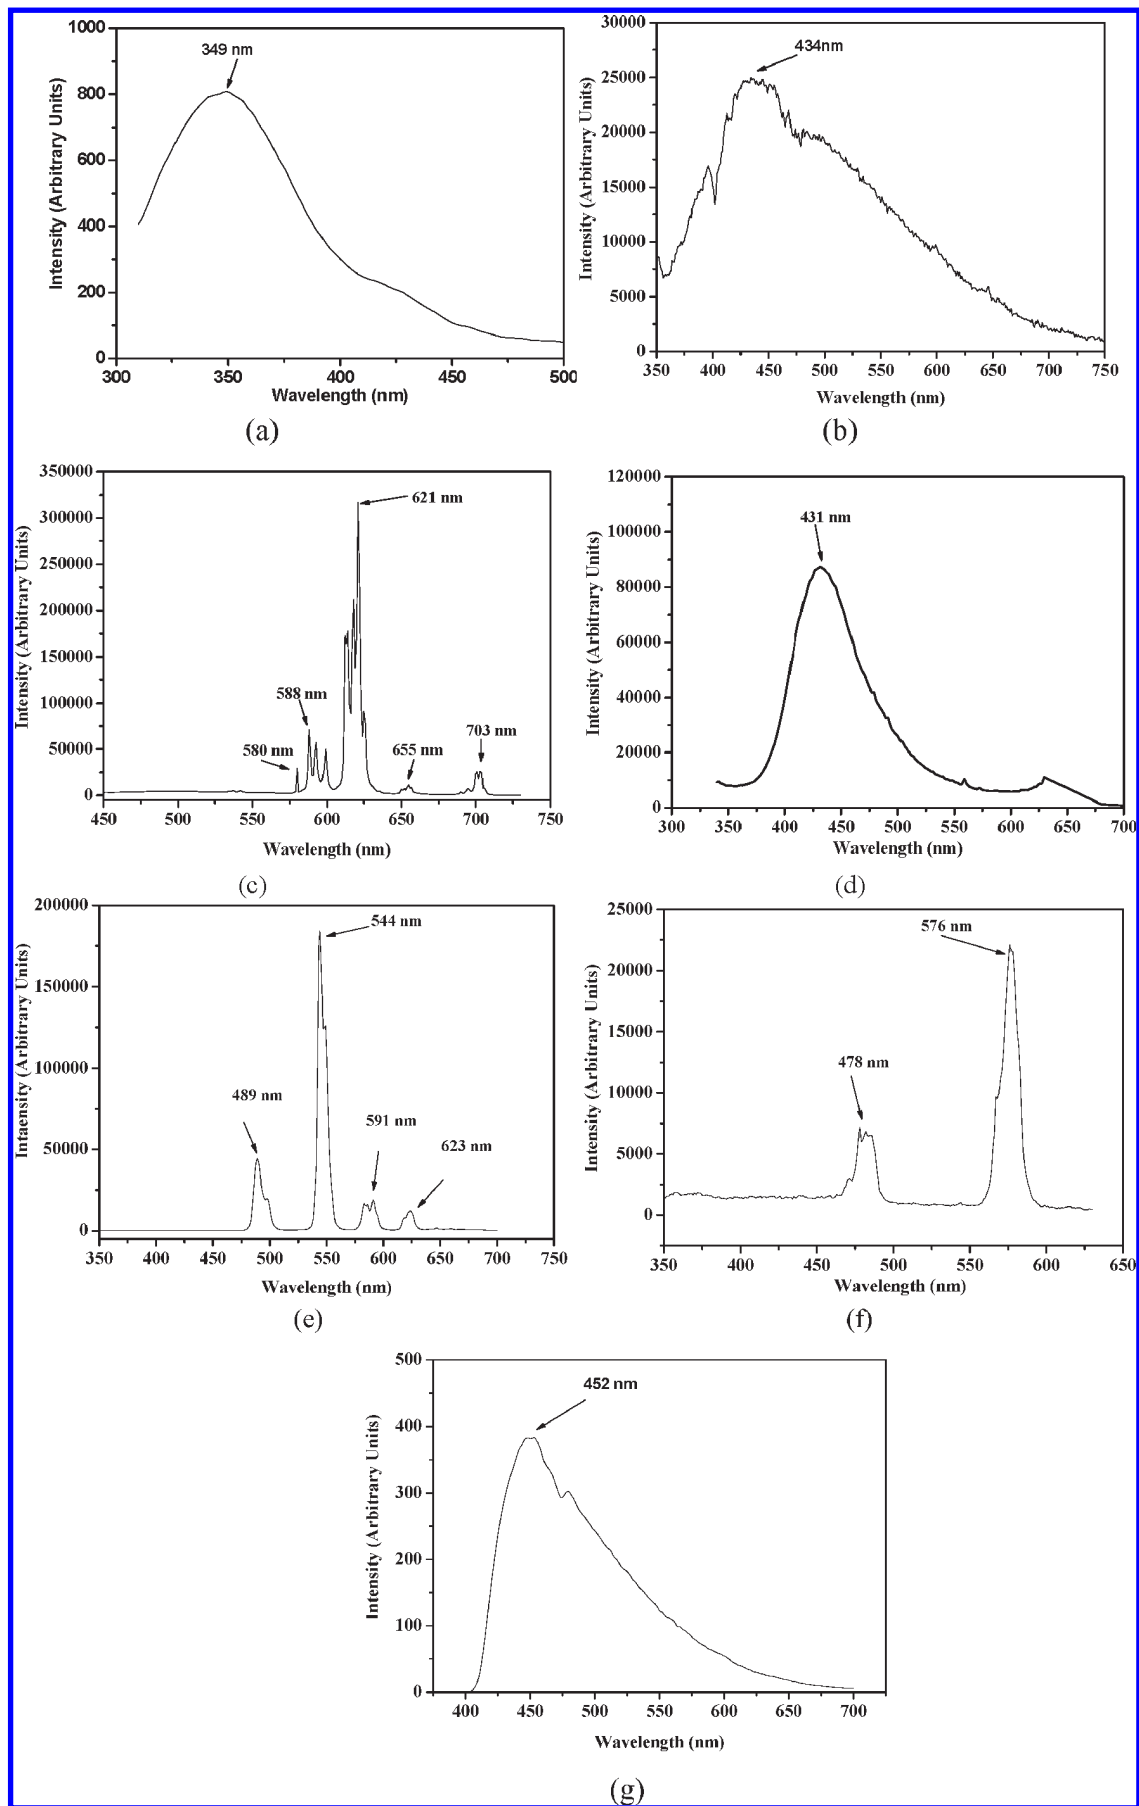 1000
800
600
400
200
0
300
350
400
450
500
349 nm
Intensity (Arbitrary Units)
Wavelength (nm)
(a)
30000
25000
20000
15000
10000
5000
0
350
400
450
500
550
600
650
700
750
434nm
Intensity (Arbitrary Units)
Wavelength (nm)
(b)
350000
300000
250000
200000
150000
100000
50000
0
450
500
550
600
650
700
750
621 nm
588 nm
580 nm
655 nm
703 nm
Intensity (Arbitrary Units)
Wavelength (nm)
(c)
120000
100000
80000
60000
40000
20000
0
300
350
400
450
500
550
600
650
700
431 nm
Intensity (Arbitrary Units)
Wavelength (nm)
(d)
200000
150000
100000
50000
0
350
400
450
500
550
600
650
700
750
544 nm
489 nm
591 nm
623 nm
Intaensity (Arbitrary Units)
Wavelength (nm)
(e)
25000
20000
15000
10000
5000
0
350
400
450
500
550
600
650
576 nm
478 nm
Intensity (Arbitrary Units)
Wavelength (nm)
(f)
500
400
300
200
100
0
400
450
500
550
600
650
700
452 nm
Intensity (Arbitrary Units)
Wavelength (nm)
(g)